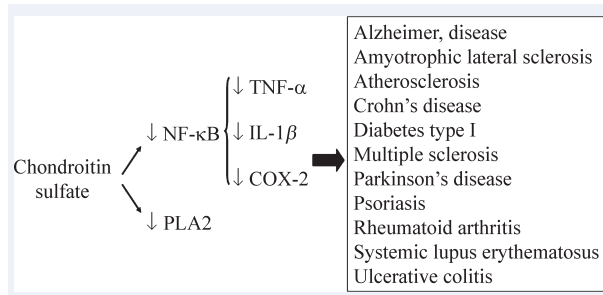 Chondroitin
sulfate
↓ NF-κB
↓ PLA2
↓ TNF-α
↓ IL-1β
↓ COX-2
Alzheimer, disease
Amyotrophic lateral sclerosis
Atherosclerosis
Crohn's disease
Diabetes type I
Multiple sclerosis
Parkinson's disease
Psoriasis
Rheumatoid arthritis
Systemic lupus erythematosus
Ulcerative colitis